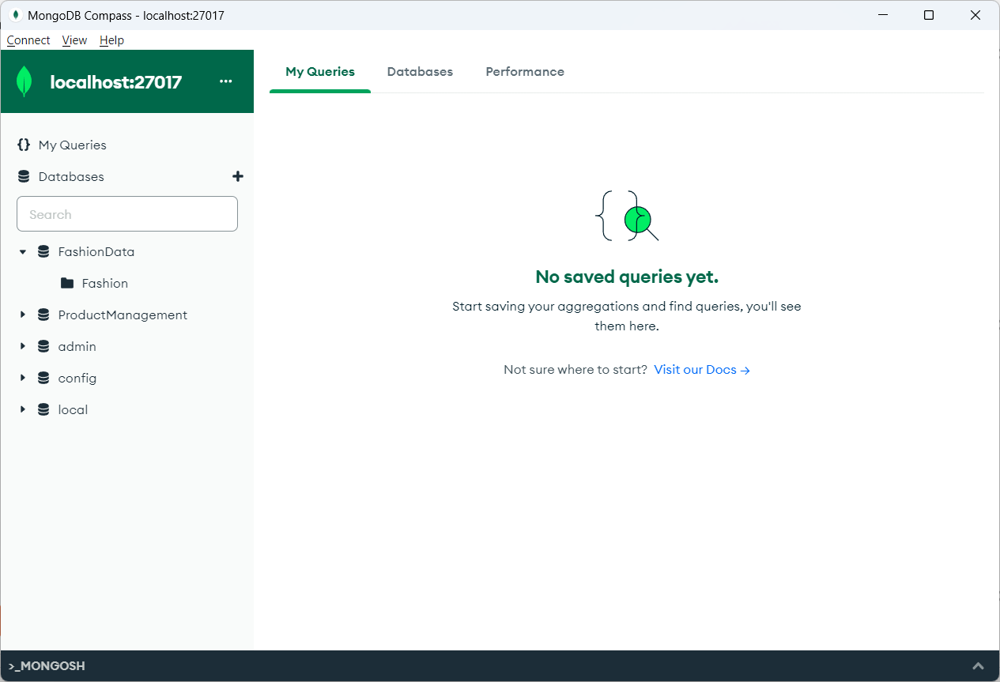 MongoDB Compass - localhost:27017
Connect View Help
localhost:27017
My Queries
Databases
Search
FashionData
Fashion
ProductManagement
admin
config
local
My Queries Databases Performance
No saved queries yet.
Start saving your aggregations and find queries, you'll see
them here.
Not sure where to start? Visit our Docs →
>_MONGOSH